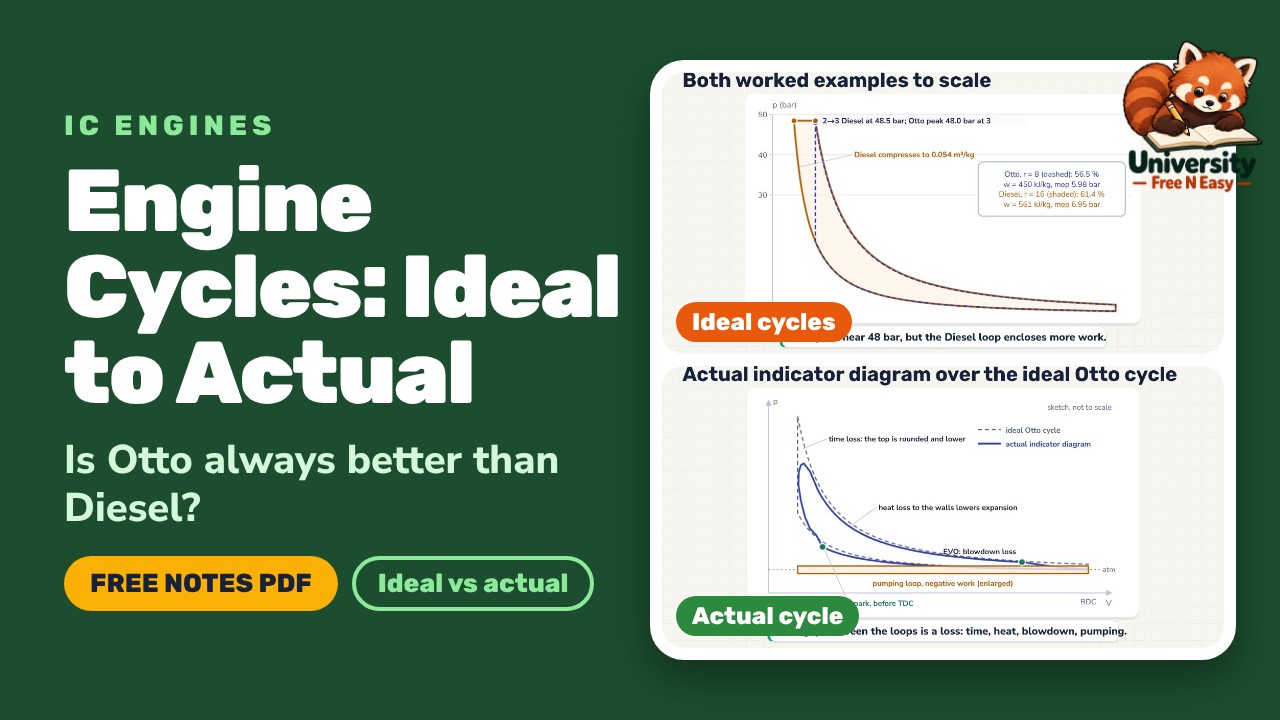 IC ENGINES
Engine
Cycles: Ideal
to Actual
Is Otto always better than
Diesel?
FREE NOTES PDF
Ideal vs actual
Both worked examples to scale
p (bar)
50
2→3 Diesel at 48.5 bar; Otto peak 48.0 bar at 3
40
Diesel compresses to 0.054 m³/kg
Otto, r = 8 (dashed): 56.5 %
w = 450 kJ/kg, mep 5.98 bar
Diesel, r = 16 (shaded): 61.4 %
w = 561 kJ/kg, mep 6.95 bar
30
Ideal cycles
near 48 bar, but the Diesel loop encloses more work.
University
Free N Easy
Actual indicator diagram over the ideal Otto cycle
p
sketch, not to scale
ideal Otto cycle
actual indicator diagram
time loss: the top is rounded and lower
heat loss to the walls lowers expansion
EVO: blowdown loss
atm
pumping loop, negative work (enlarged)
park, before TDC
BDC
V
Actual cycle
een the loops is a loss: time, heat, blowdown, pumping.